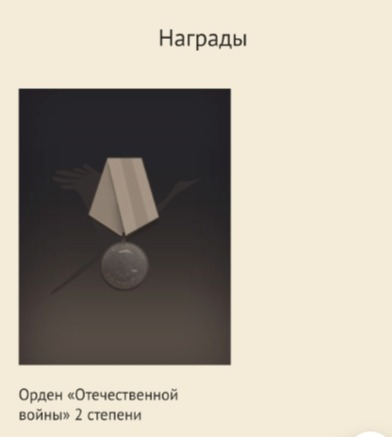 Награды
Орден «Отечественной
войны» 2 степени